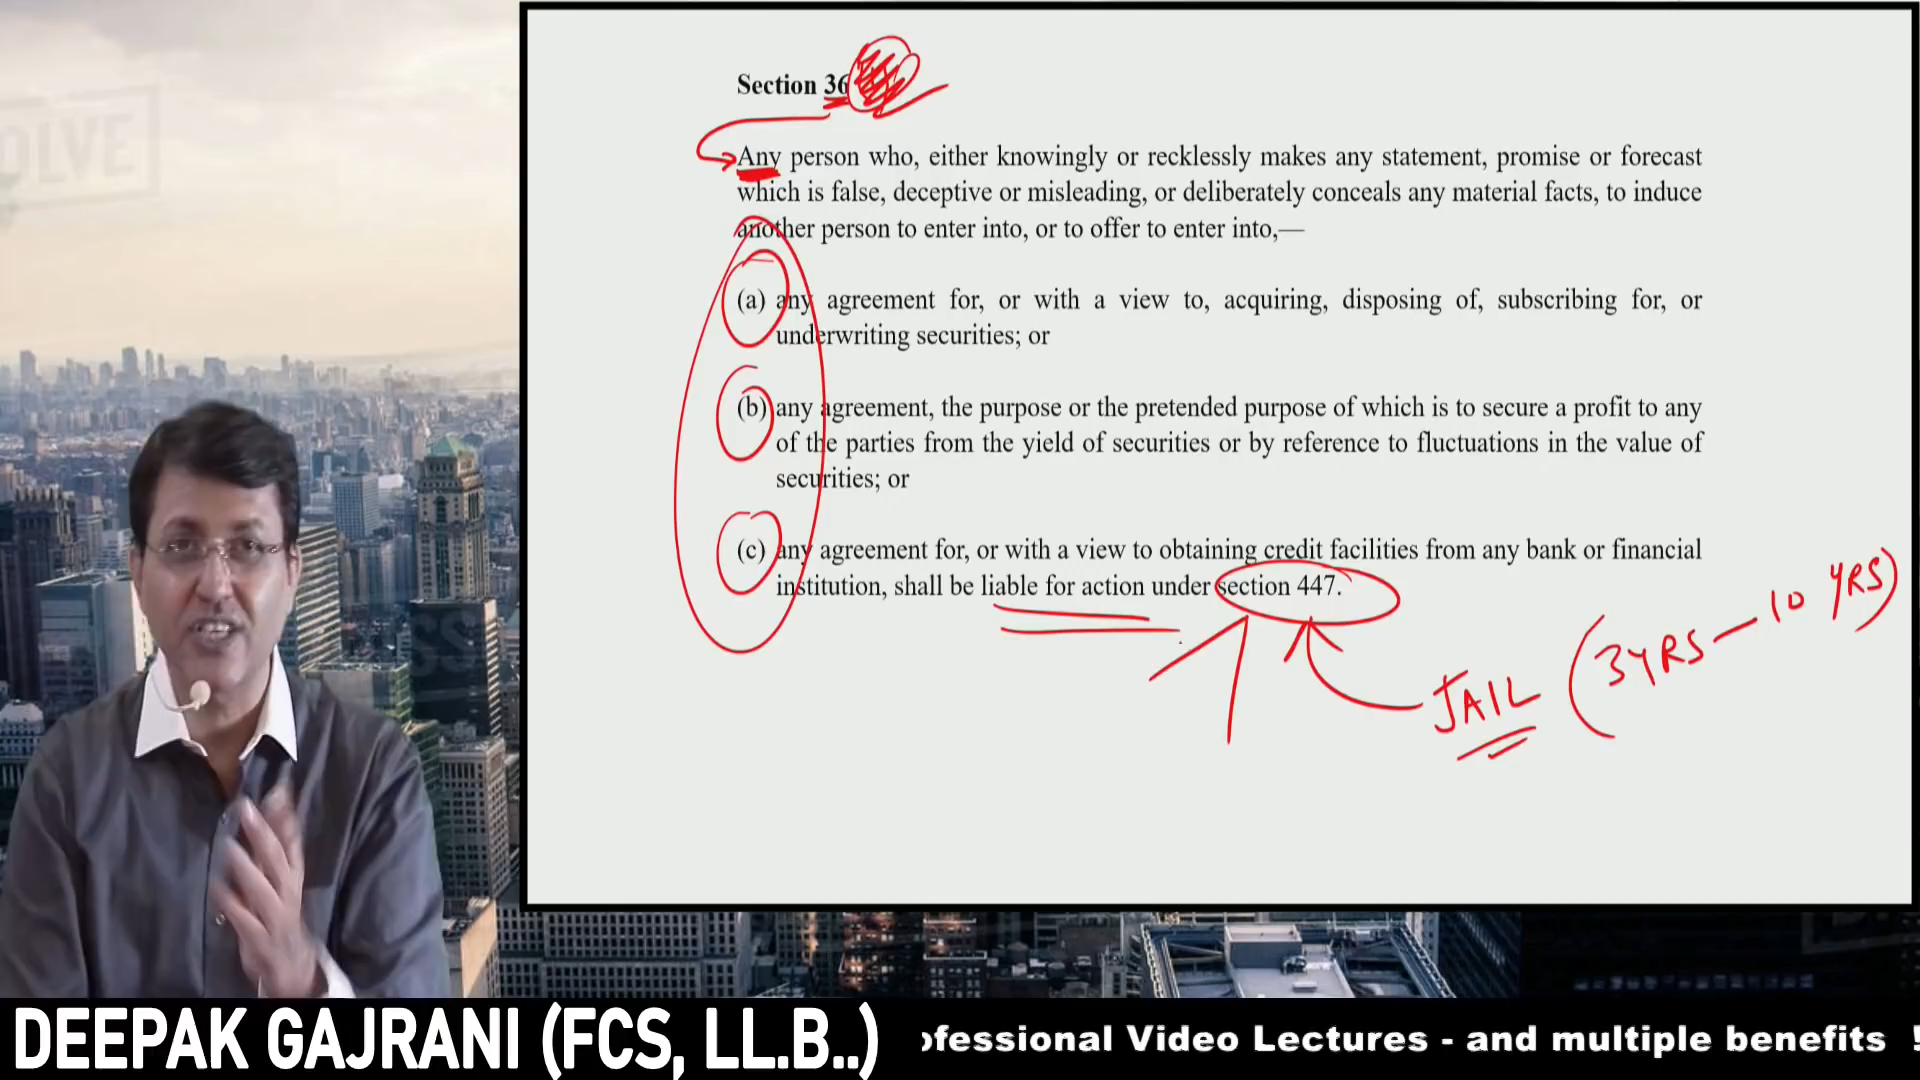 OLVE
Section 36
Any person who, either knowingly or recklessly makes any statement, promise or forecast
which is false, deceptive or misleading, or deliberately conceals any material facts, to induce
another person to enter into, or to offer to enter into,—
(a) any agreement for, or with a view to, acquiring, disposing of, subscribing for, or
underwriting securities; or
(b) any agreement, the purpose or the pretended purpose of which is to secure a profit to any
of the parties from the yield of securities or by reference to fluctuations in the value of
securities; or
(c) any agreement for, or with a view to obtaining credit facilities from any bank or financial
institution, shall be liable for action under section 447.
JAIL (3YRS — 10 YRS)
DEEPAK GAJRANI (FCS, LL.B..)
ofessional Video Lectures - and multiple benefits !